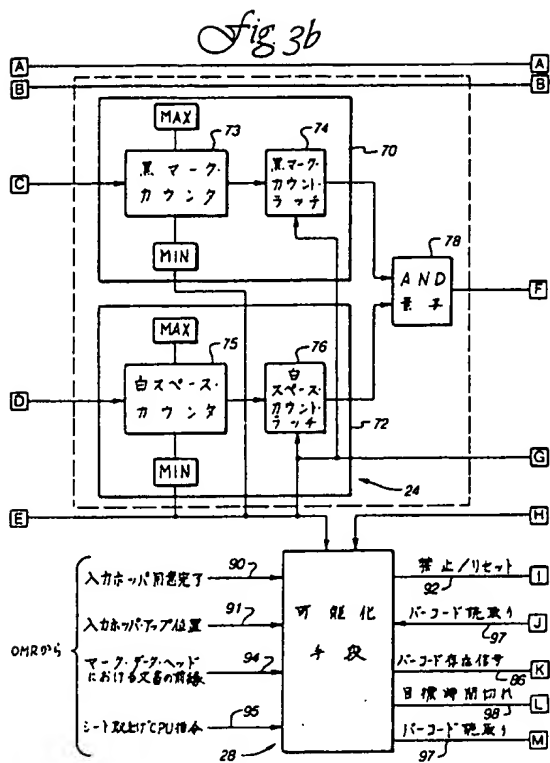 Fig 3b
A
A
B
B
MAX
73
黒マーク・
カウンタ
MIN
74
黒マーク・
カウント・
ラッチ
70
C
78
AND
素子
F
MAX
75
白スペース・
カウンタ
MIN
76
白
スペース・
カウント・
ラッチ
72
D
24
G
E
H
OMRから
入力ホッパ用意完了
90
入力ホッパ・アップ位置
91
マーク・ダーク・ヘッド
における文書の前縁
94
シート取上げCPU指令
95
可能化
手段
28
禁止/リセット
92
I
バーコード読取り
97
J
バーコード存在信号
86
K
目標時間切れ
98
L
バーコード読取り
97
M